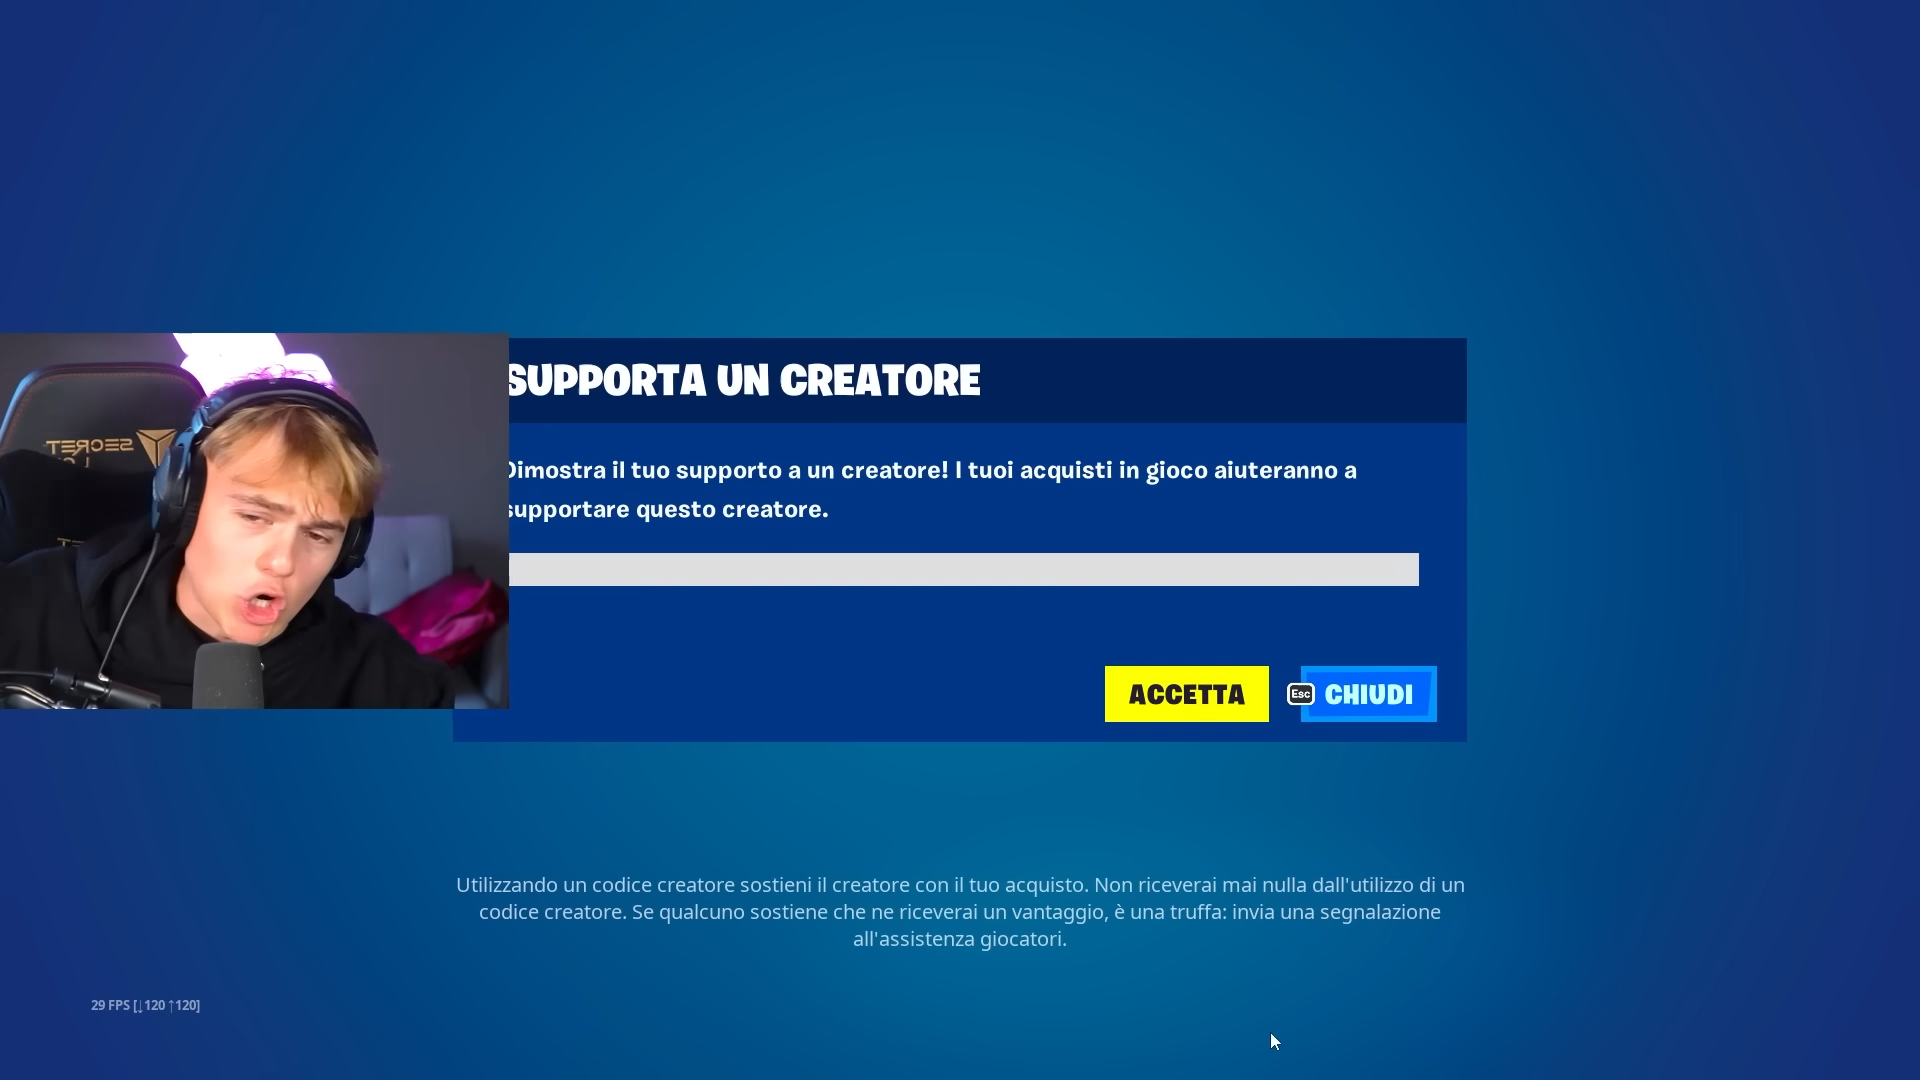 SUPPORTA UN CREATORE
Dimostra il tuo supporto a un creatore! I tuoi acquisti in gioco aiuteranno a
supportare questo creatore.
SECRET
ACCETTA
Esc
CHIUDI
Utilizzando un codice creatore sostieni il creatore con il tuo acquisto. Non riceverai mai nulla dall'utilizzo di un
codice creatore. Se qualcuno sostiene che ne riceverai un vantaggio, è una truffa: invia una segnalazione
all'assistenza giocatori.
29 FPS [↓120 ↑120]